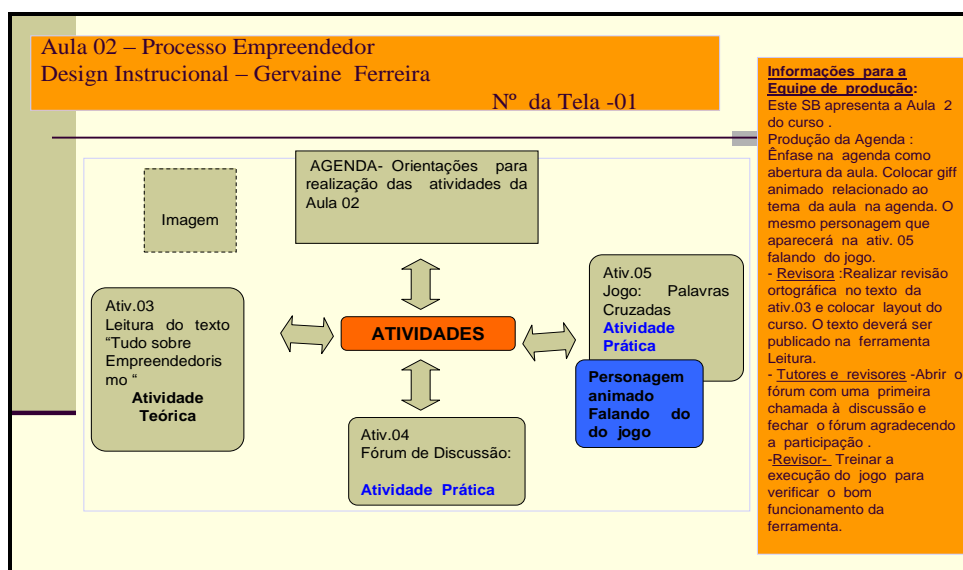 Aula 02 – Processo Empreendedor
Design Instrucional – Gervaine Ferreira
Nº da Tela -01
AGENDA- Orientações para
realização das atividades da
Aula 02
Imagem
Ativ.03
Leitura do texto
“Tudo sobre
Empreendedoris
mo “
Atividade
Teórica
ATIVIDADES
Ativ.05
Jogo: Palavras
Cruzadas
Atividade
Prática
Personagem
animado
Falando do
do jogo
Ativ.04
Fórum de Discussão:
Atividade Prática
Informações para a
Equipe de produção:
Este SB apresenta a Aula 2
do curso .
Produção da Agenda :
Ênfase na agenda como
abertura da aula. Colocar giff
animado relacionado ao
tema da aula na agenda. O
mesmo personagem que
aparecerá na ativ. 05
falando do jogo.
- Revisora :Realizar revisão
ortográfica no texto da
ativ.03 e colocar layout do
curso. O texto deverá ser
publicado na ferramenta
Leitura.
- Tutores e revisores -Abrir o
fórum com uma primeira
chamada à discussão e
fechar o fórum agradecendo
a participação .
-Revisor- Treinar a
execução do jogo para
verificar o bom
funcionamento da
ferramenta.